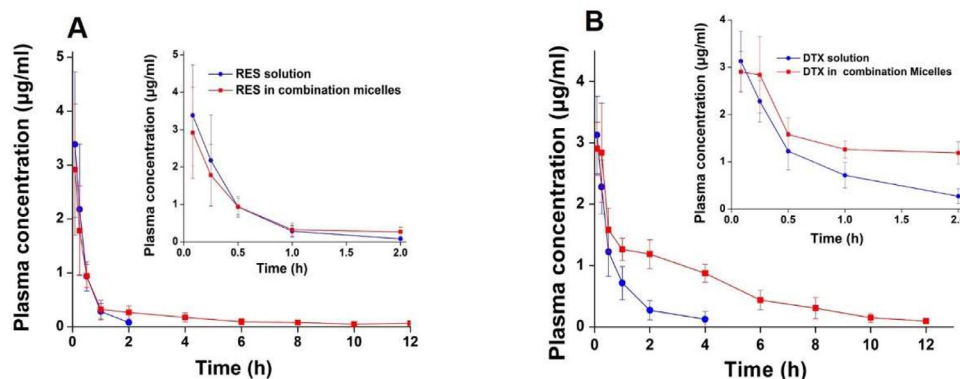 A
Plasma concentration (µg/ml)
5
4
3
2
1
0
0 2 4 6 8 10 12
Time (h)
Plasma concentration (µg/ml)
5
4
3
2
1
0
0.0 0.5 1.0 1.5 2.0
Time (h)
RES solution
RES in combination micelles
B
Plasma concentration (µg/ml)
4
3
2
1
0
0 2 4 6 8 10 12
Time (h)
Plasma concentration (µg/ml)
4
3
2
1
0
0.0 0.5 1.0 1.5 2.0
Time (h)
DTX solution
DTX in combination Micelles